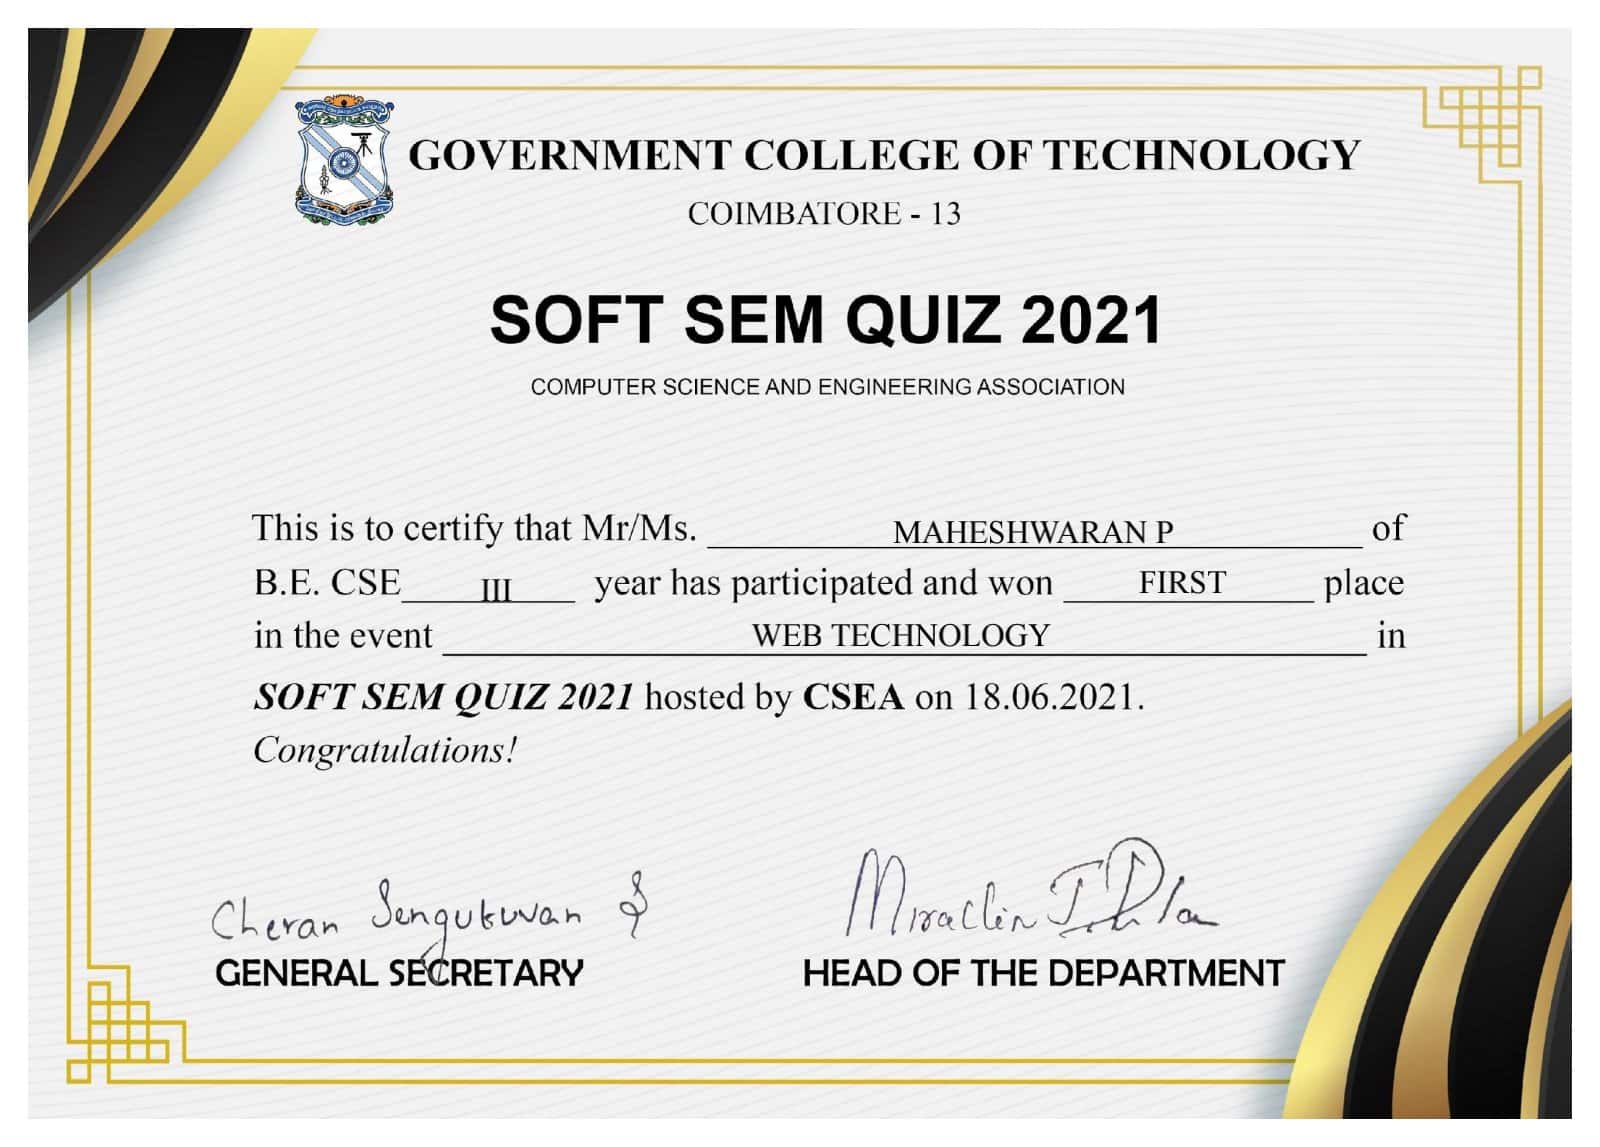 GOVERNMENT COLLEGE OF TECHNOLOGY
COIMBATORE - 13
SOFT SEM QUIZ 2021
COMPUTER SCIENCE AND ENGINEERING ASSOCIATION
This is to certify that Mr/Ms. MAHESHWARAN P of
B.E. CSE III year has participated and won FIRST place
in the event WEB TECHNOLOGY in
SOFT SEM QUIZ 2021 hosted by CSEA on 18.06.2021.
Congratulations!
Cheran Sengutuvan S
Miraclin
GENERAL SECRETARY
HEAD OF THE DEPARTMENT